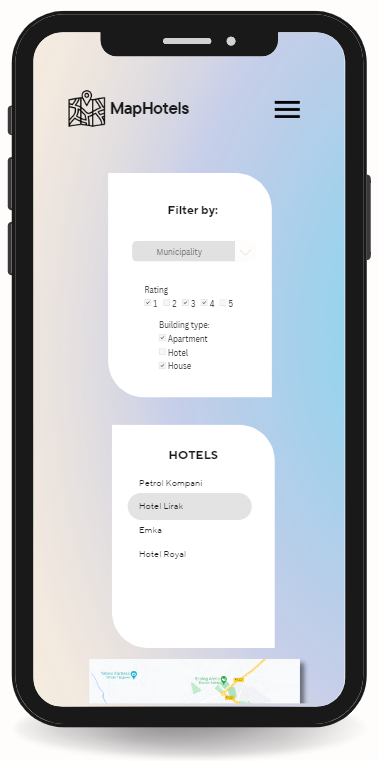 MapHotels
Filter by:
Municipality
Rating
1 2 3 4 5
Building type:
Apartment
Hotel
House
HOTELS
Petrol Kompani
Hotel Lirak
Emka
Hotel Royal